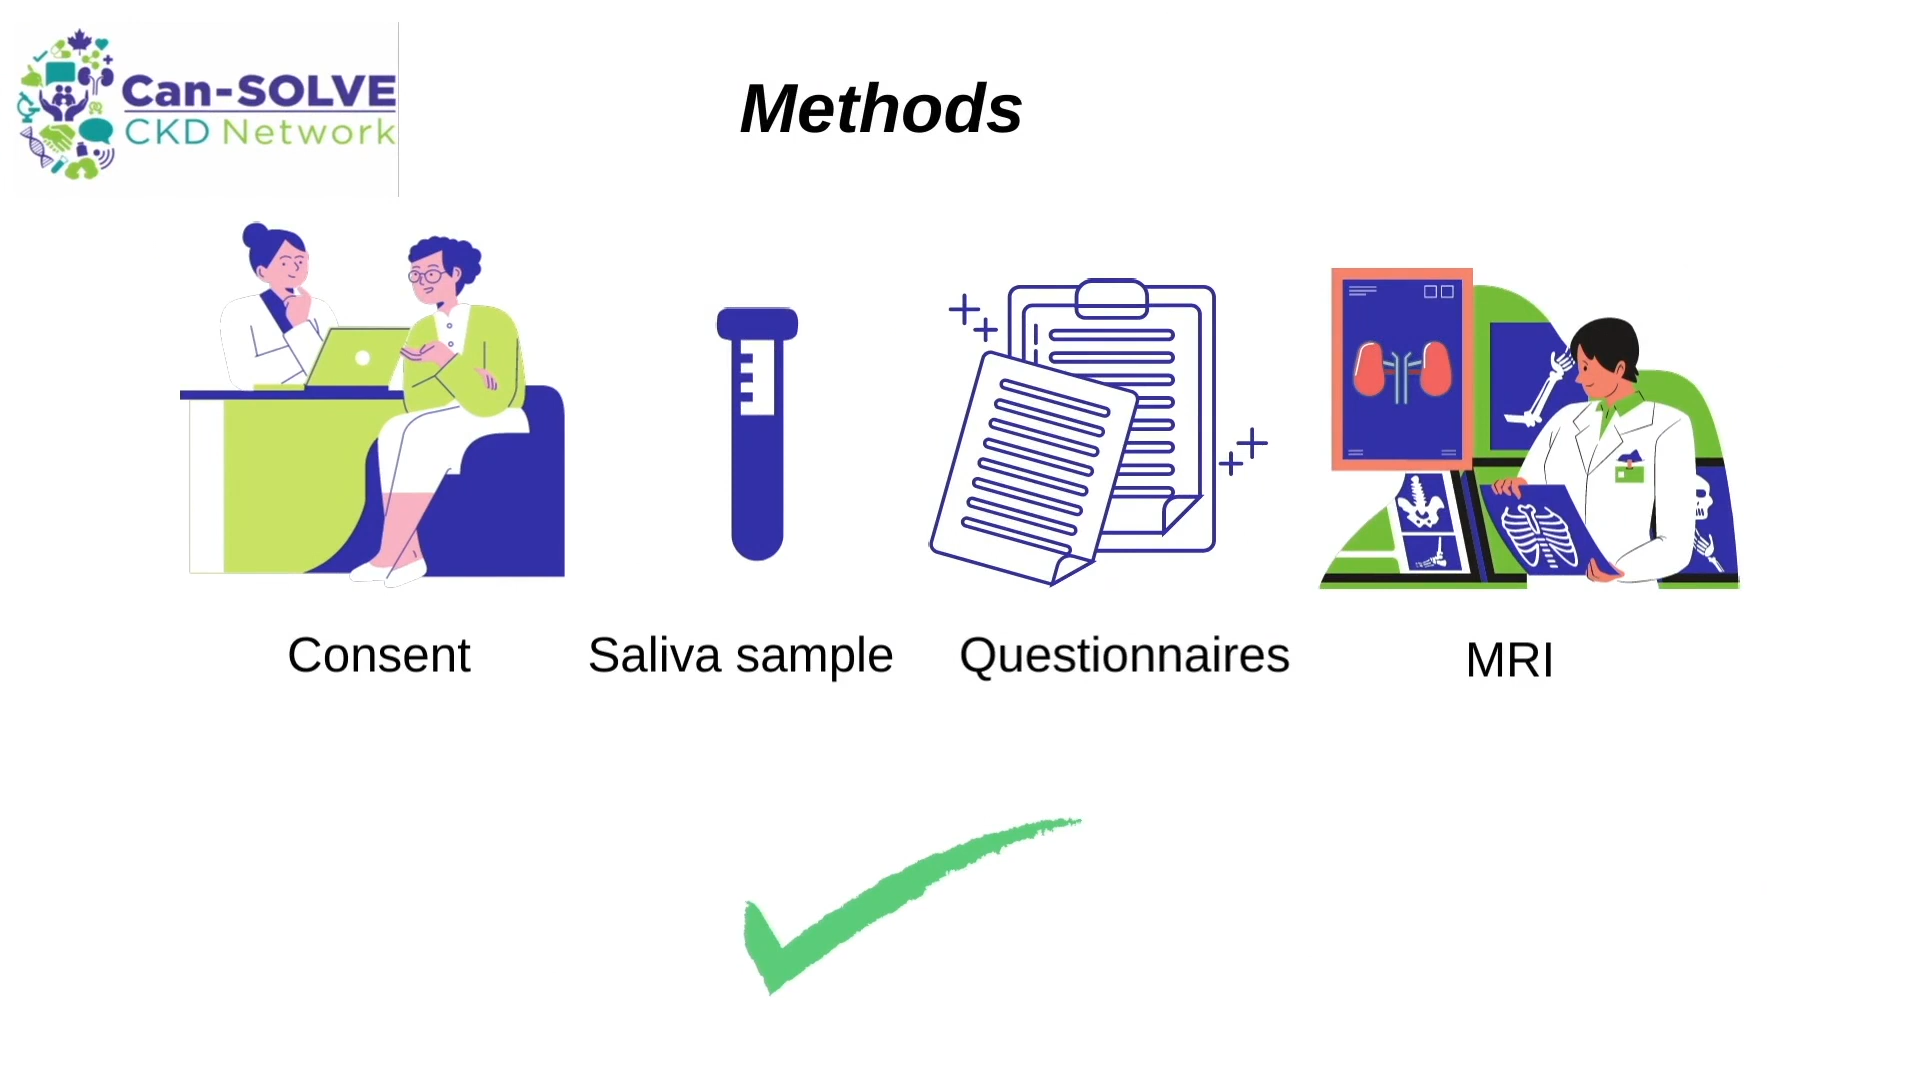 Can-SOLVE
CKD Network
Methods
Consent
Saliva sample
Questionnaires
MRI